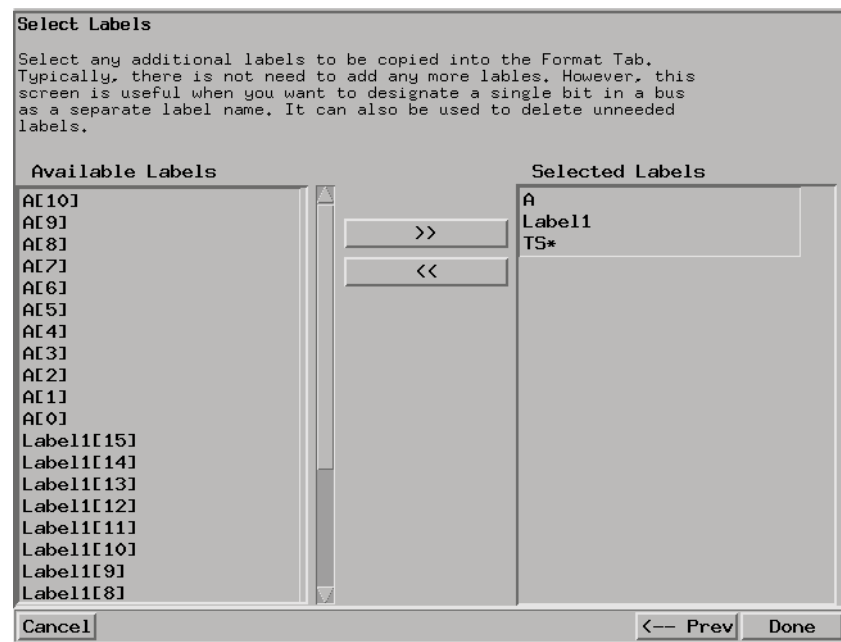 Select Labels
Select any additional labels to be copied into the Format Tab.
Typically, there is not need to add any more lables. However, this
screen is useful when you want to designate a single bit in a bus
as a separate label name. It can also be used to delete unneeded
labels.
Available Labels
A[10]
A[9]
A[8]
A[7]
A[6]
A[5]
A[4]
A[3]
A[2]
A[1]
A[0]
Label1[15]
Label1[14]
Label1[13]
Label1[12]
Label1[11]
Label1[10]
Label1[9]
Label1[8]
>>
<<
Selected Labels
A
Label1
TS*
Cancel
<-- Prev
Done